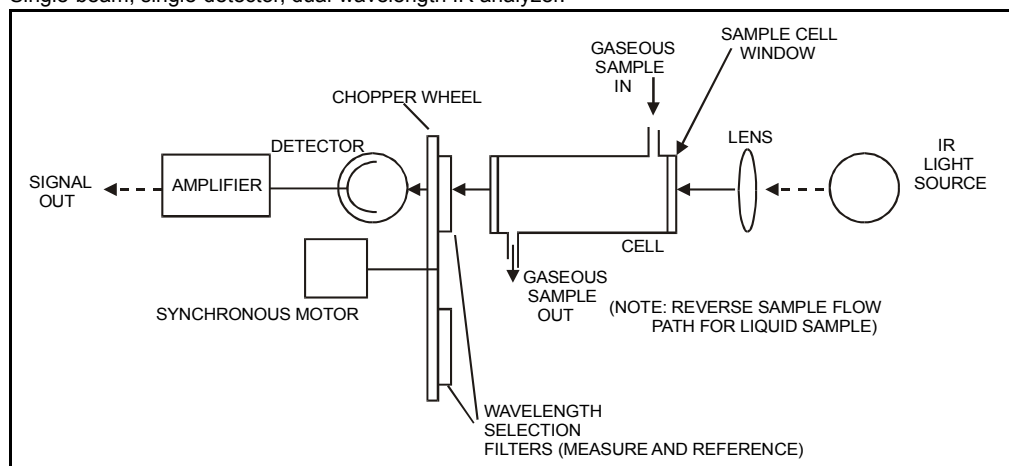 Single-beam, single-detector, dual-wavelength IR analyzer.
GASEOUS
SAMPLE
IN
SAMPLE CELL
WINDOW
CHOPPER WHEEL
DETECTOR
LENS
IR
LIGHT
SOURCE
SIGNAL
OUT
AMPLIFIER
CELL
GASEOUS
SAMPLE
OUT
SYNCHRONOUS MOTOR
(NOTE: REVERSE SAMPLE FLOW
PATH FOR LIQUID SAMPLE)
WAVELENGTH
SELECTION
FILTERS (MEASURE AND REFERENCE)